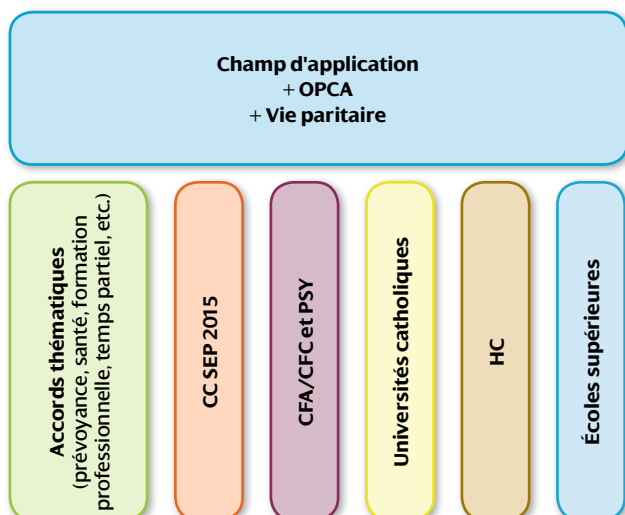 Champ d'application
+ OPCA
+ Vie paritaire
Accords thématiques
(prévoyance, santé, formation
professionnelle, temps partiel, etc.)
CC SEP 2015
CFA/CFC et PSY
Universités catholiques
HC
Écoles supérieures